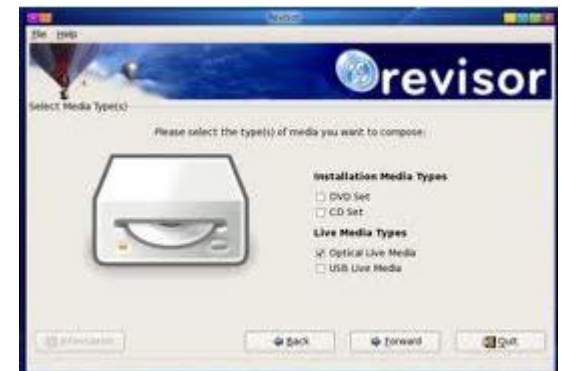 Revisor
File Help
revisor
Select Media Type(s)
Please select the type(s) of media you want to compose:
Installation Media Types
DVD Set
CD Set
Live Media Types
Optical Live Media
USB Live Media
Information
Back
Forward
Quit